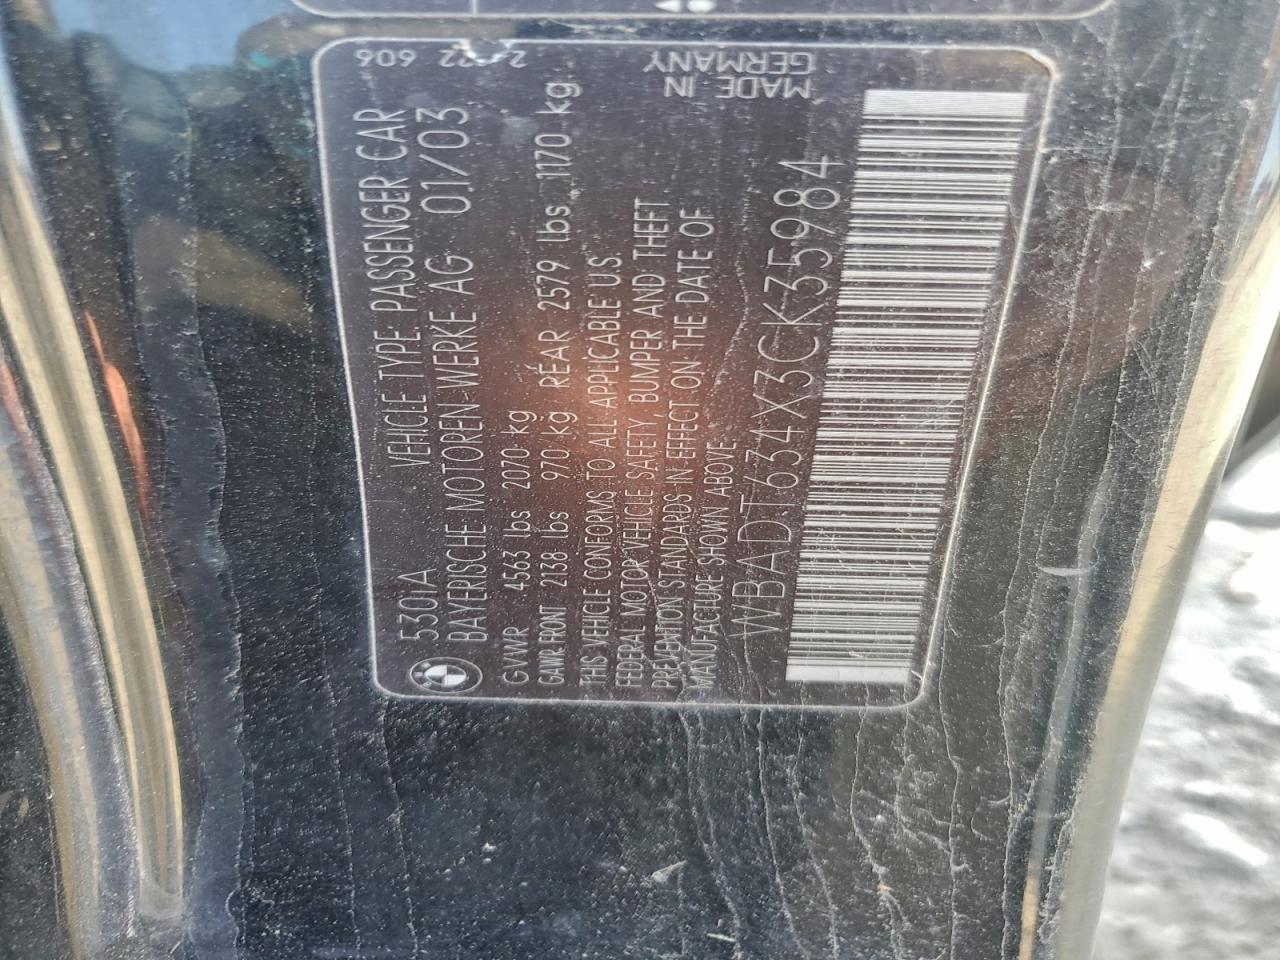 530iA VEHICLE TYPE: PASSENGER CAR
BAYERISCHE MOTOREN WERKE AG 01/03
GVWR 4563 lbs 2070 kg
GAWR FRONT 2138 lbs 970 kg REAR 2579 lbs 1170 kg
THIS VEHICLE CONFORMS TO ALL APPLICABLE U.S.
FEDERAL MOTOR VEHICLE SAFETY, BUMPER AND THEFT
PREVENTION STANDARDS IN EFFECT ON THE DATE OF
MANUFACTURE SHOWN ABOVE.
WBADT634X3CK35984
MADE IN
GERMANY
606